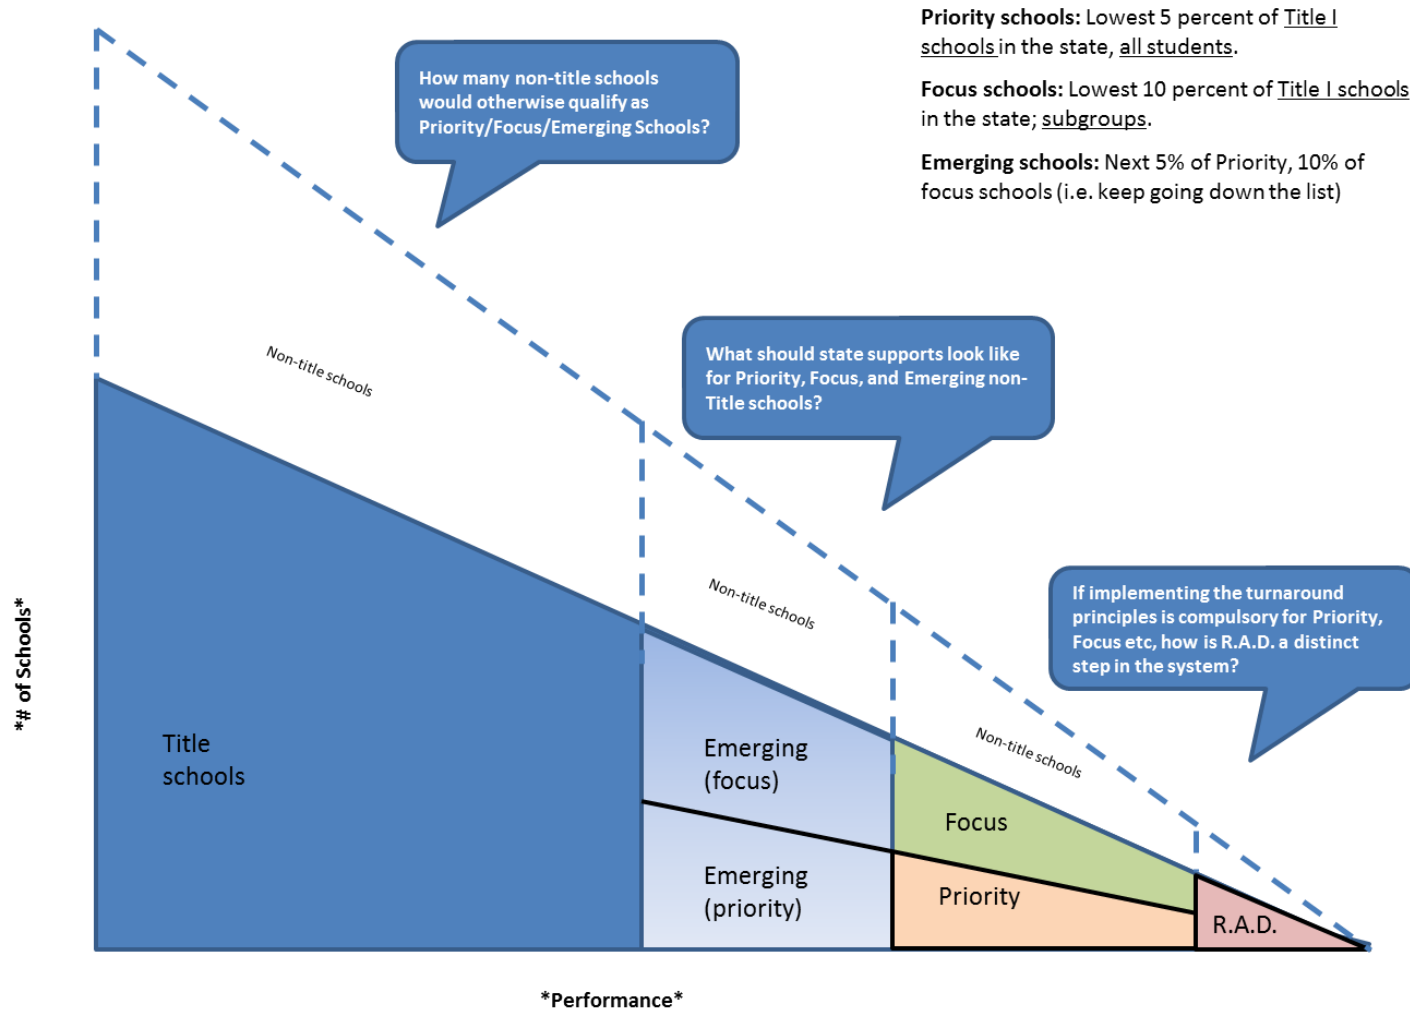 Priority schools: Lowest 5 percent of Title I
schools in the state, all students.
Focus schools: Lowest 10 percent of Title I schools
in the state; subgroups.
Emerging schools: Next 5% of Priority, 10% of
focus schools (i.e. keep going down the list)
How many non-title schools
would otherwise qualify as
Priority/Focus/Emerging Schools?
What should state supports look like
for Priority, Focus, and Emerging non-
Title schools?
If implementing the turnaround
principles is compulsory for Priority,
Focus etc, how is R.A.D. a distinct
step in the system?
Non-title schools
Non-title schools
Non-title schools
*# of Schools*
Title
schools
Emerging
(focus)
Emerging
(priority)
Focus
Priority
R.A.D.
*Performance*